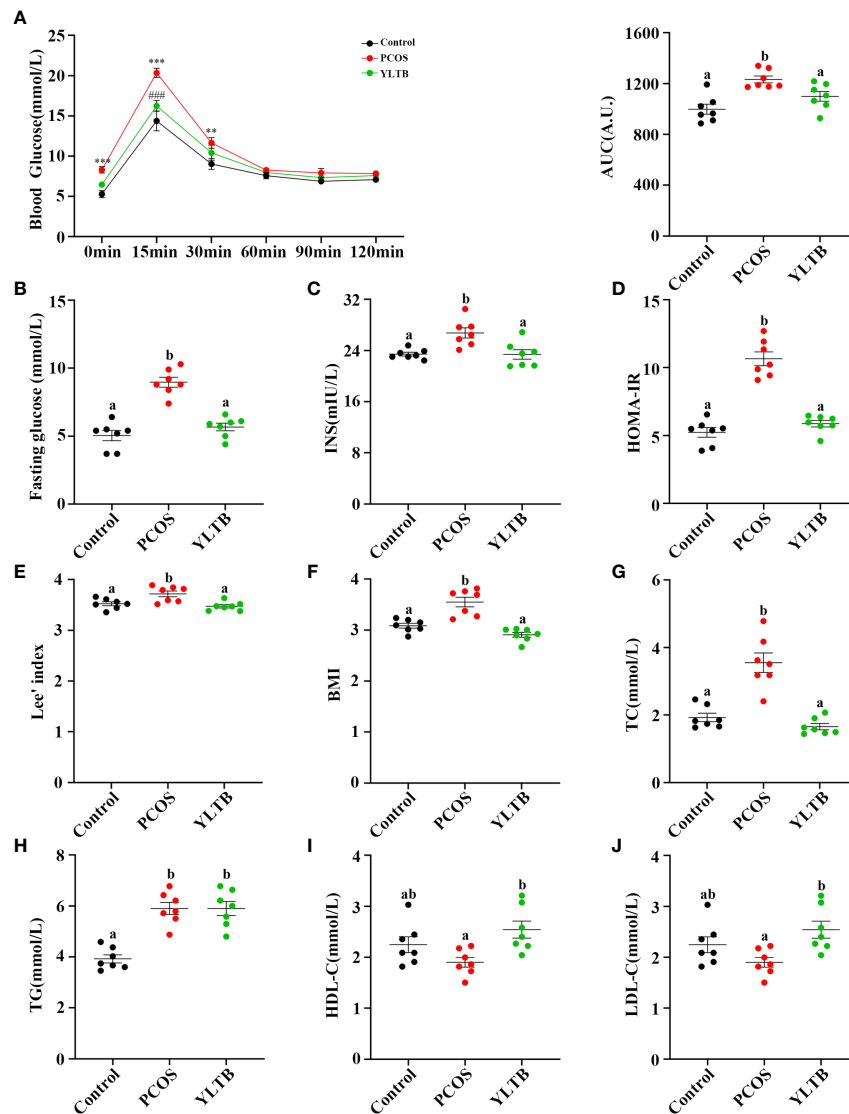 A
Blood Glucose(mmol/L)
25
20
15
10
5
0
***
***
###
**
Control
PCOS
YLTB
0min 15min 30min 60min 90min 120min
AUC(A.U.)
1600
1200
800
400
0
a b a
Control PCOS YLTB
B
Fasting glucose (mmol/L)
15
10
5
0
a b a
Control PCOS YLTB
C
INS(mIU/L)
32
24
16
8
0
a b a
Control PCOS YLTB
D
HOMA-IR
15
10
5
0
a b a
Control PCOS YLTB
E
Lee' index
4
3
2
1
0
a b a
Control PCOS YLTB
F
BMI
4
3
2
1
0
a b a
Control PCOS YLTB
G
TC(mmol/L)
6
4
2
0
a b a
Control PCOS YLTB
H
TG(mmol/L)
8
6
4
2
0
a b b
Control PCOS YLTB
I
HDL-C(mmol/L)
4
3
2
1
0
ab a b
Control PCOS YLTB
J
LDL-C(mmol/L)
4
3
2
1
0
ab a b
Control PCOS YLTB